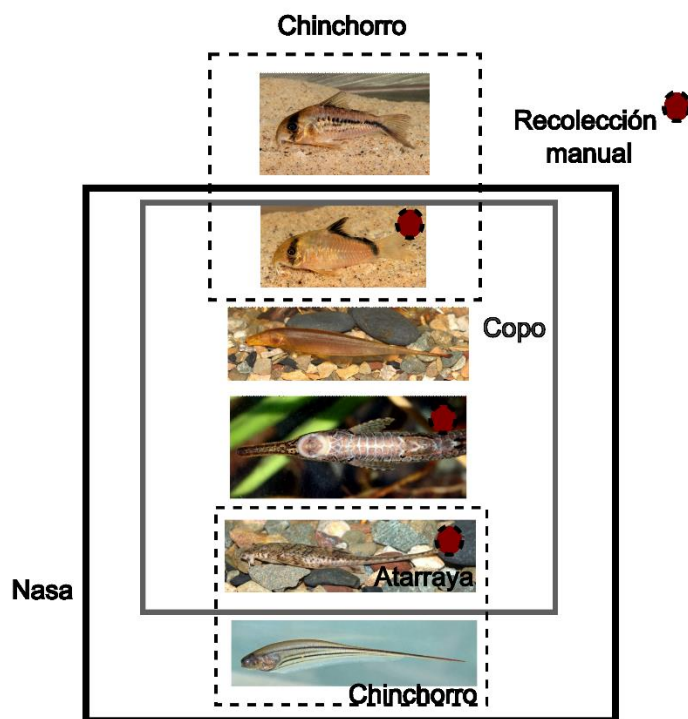 Chinchorro
Recolección
manual
Copo
Atarraya
Nasa
Chinchorro